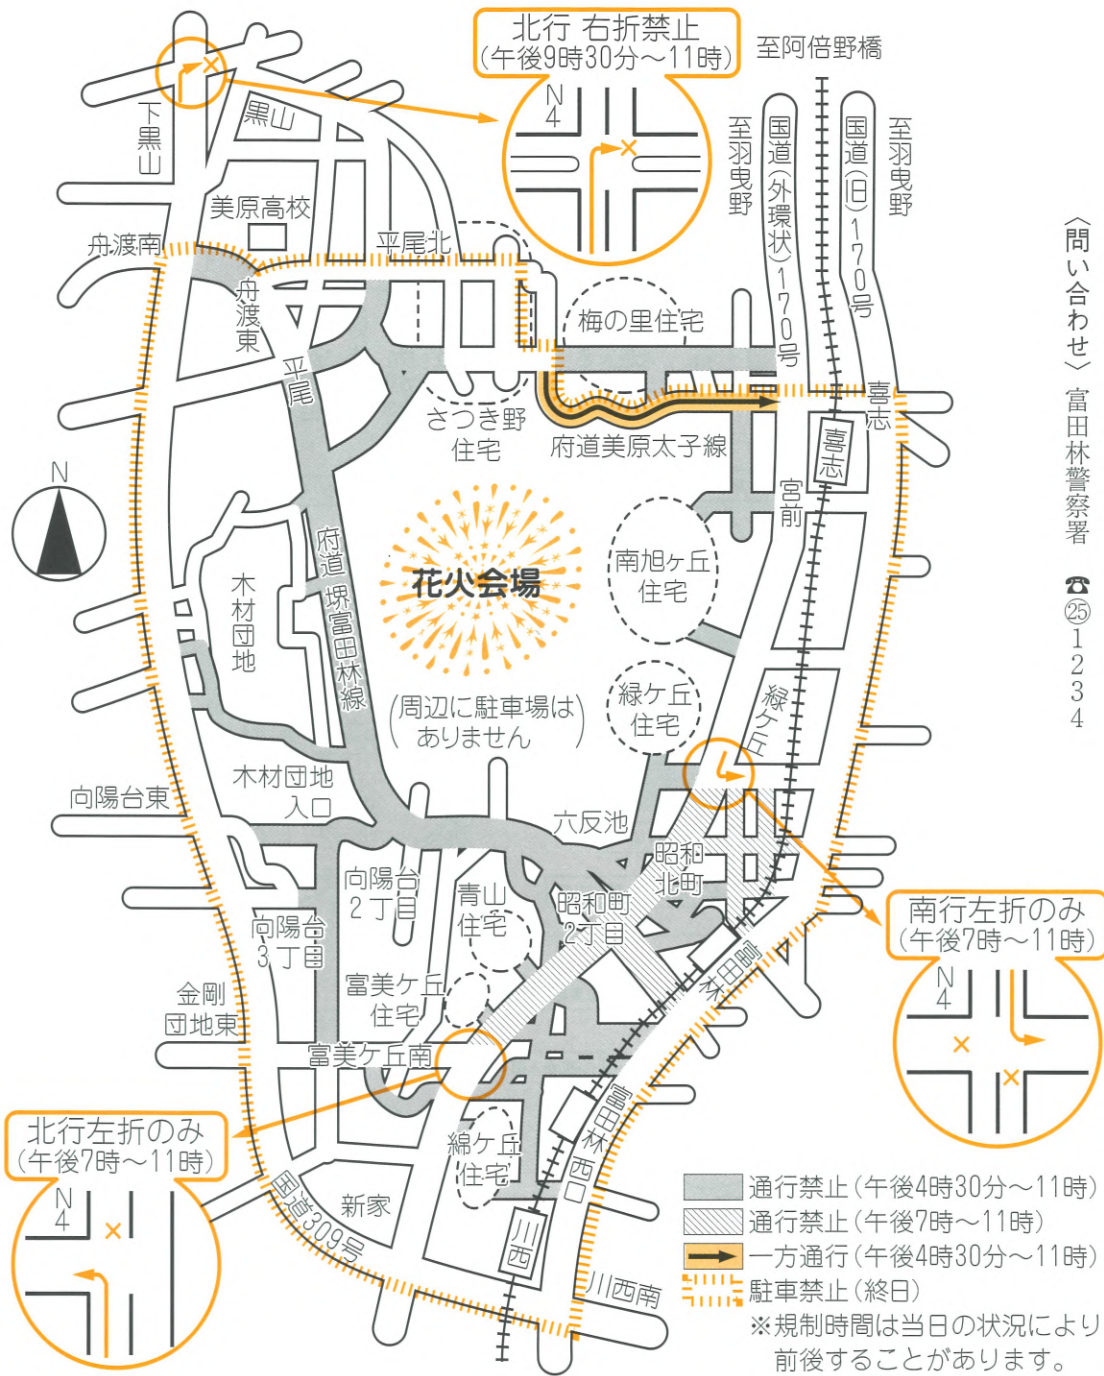 北行 右折禁止
(午後9時30分〜11時)
N
4
至阿倍野橋
至羽曳野
国道(外環状)170号
国道(旧)170号
至羽曳野
下黒山
黒山
美原高校
舟渡南
平尾北
舟渡東
梅の里住宅
平尾
さつき野
住宅
府道美原太子線
喜志
喜志
宮前
N
府道 堺富田林線
花火会場
南旭ヶ丘
住宅
木材団地
(周辺に駐車場は
ありません)
緑ケ丘
住宅
緑ケ丘
木材団地
入口
向陽台東
六反池
向陽台
2丁目
青山
住宅
昭和
北町
昭和町
2丁目
向陽台
3丁目
富田林
金剛
団地東
富美ケ丘
住宅
富美ケ丘南
南行左折のみ
(午後7時〜11時)
N
4
北行左折のみ
(午後7時〜11時)
N
4
綿ケ丘
住宅
富田林西口
新家
国道309号
川西
川西南
通行禁止(午後4時30分〜11時)
通行禁止(午後7時〜11時)
一方通行(午後4時30分〜11時)
駐車禁止(終日)
※規制時間は当日の状況により
前後することがあります。
〈問い合わせ〉富田林警察署 ☎㉕1234